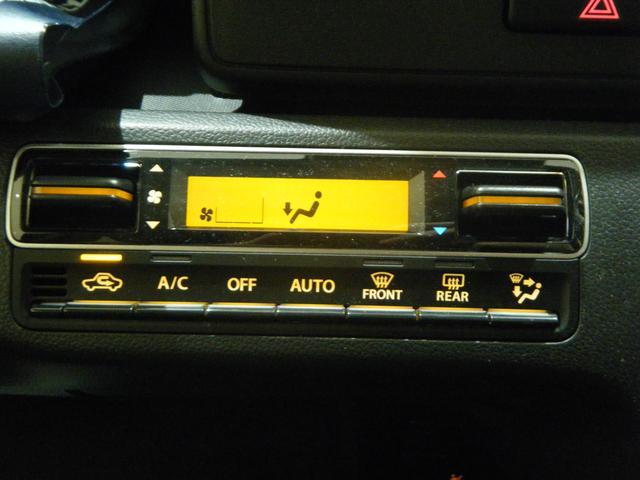 A/C OFF AUTO FRONT REAR